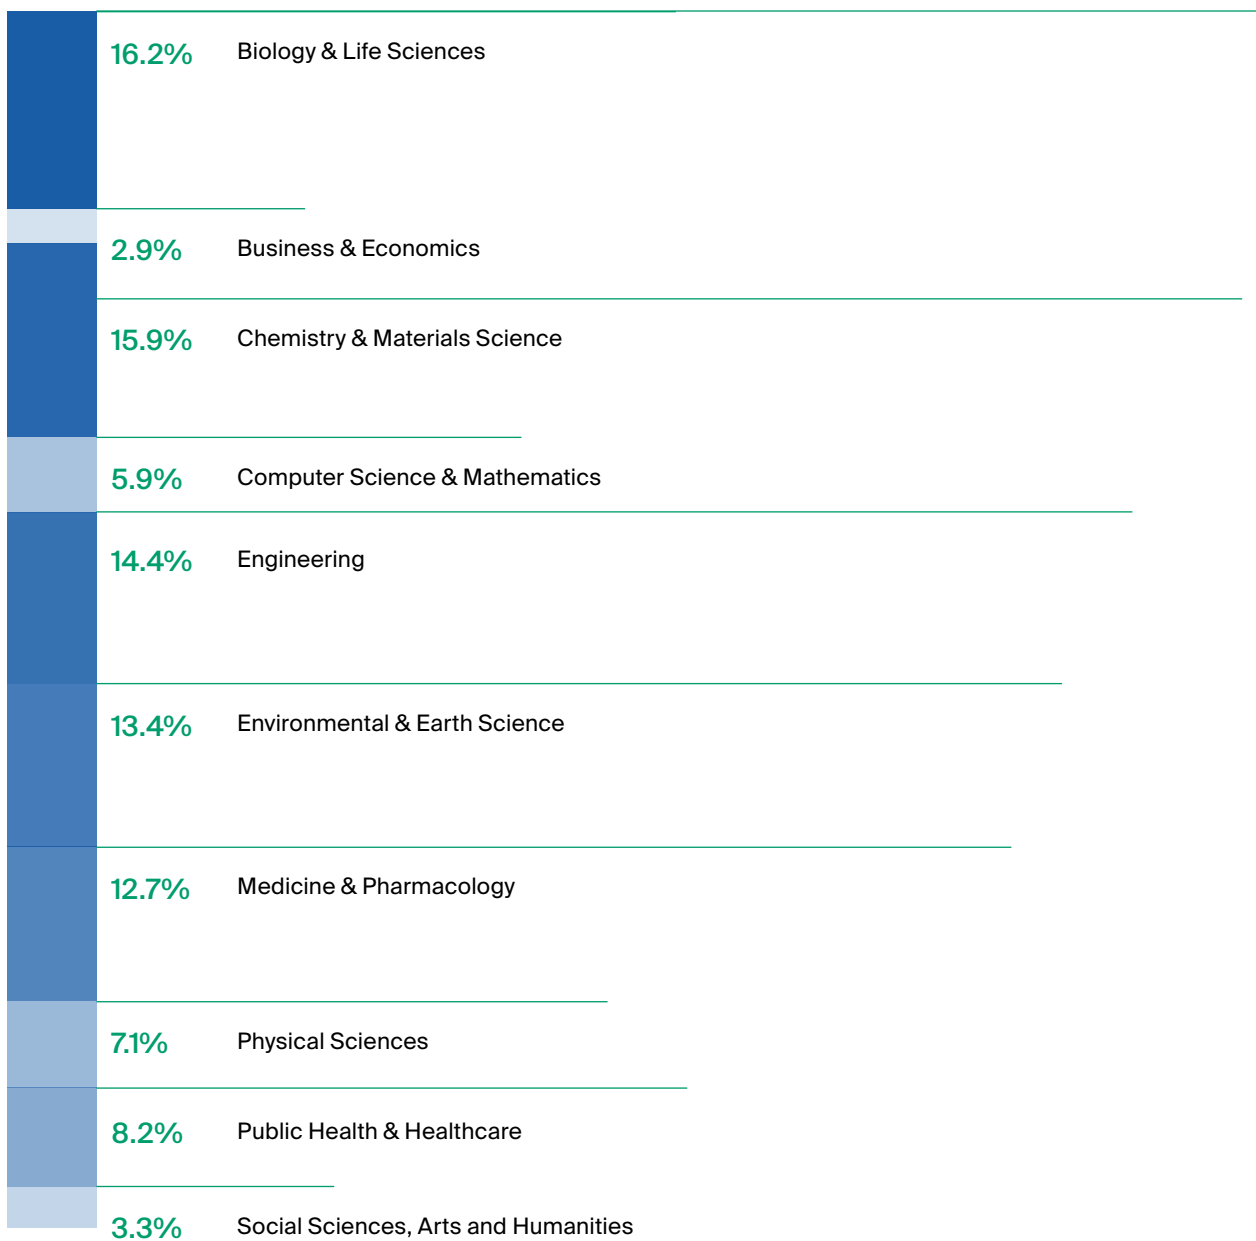 16.2% Biology & Life Sciences
2.9% Business & Economics
15.9% Chemistry & Materials Science
5.9% Computer Science & Mathematics
14.4% Engineering
13.4% Environmental & Earth Science
12.7% Medicine & Pharmacology
7.1% Physical Sciences
8.2% Public Health & Healthcare
3.3% Social Sciences, Arts and Humanities